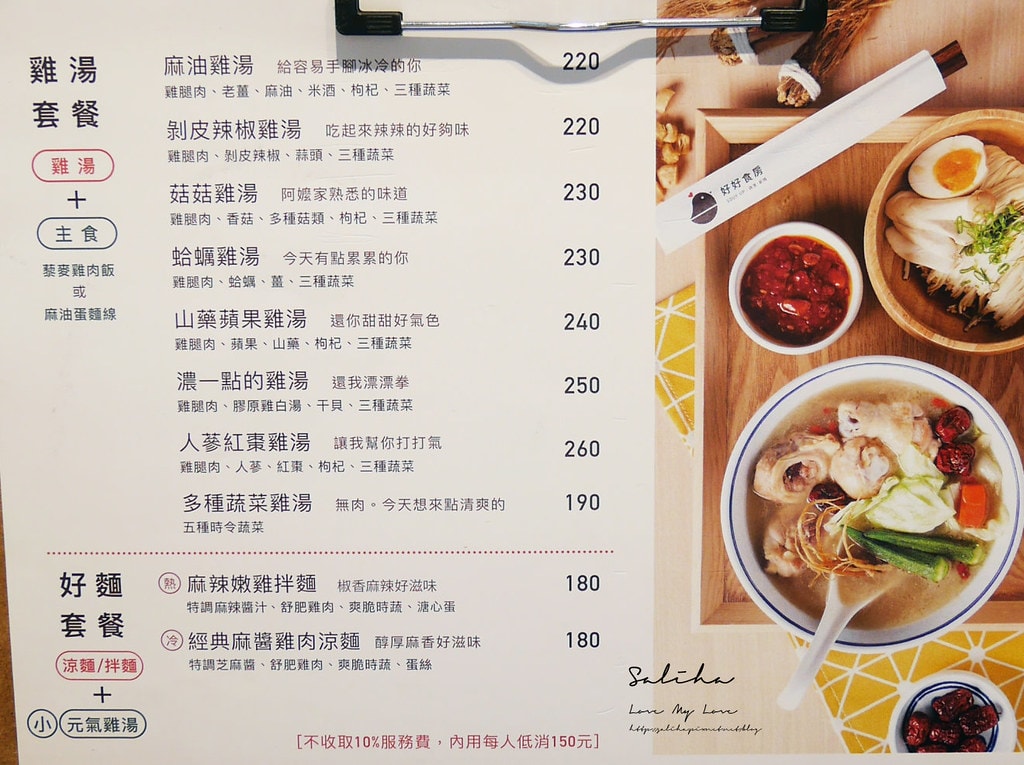 雞湯
套餐
雞湯
+
主食
藜麥雞肉飯
或
麻油蛋麵線
麻油雞湯 給容易手腳冰冷的你 220
雞腿肉、老薑、麻油、米酒、枸杞、三種蔬菜
剝皮辣椒雞湯 吃起來辣辣的好夠味 220
雞腿肉、剝皮辣椒、蒜頭、三種蔬菜
菇菇雞湯 阿嬤家熟悉的味道 230
雞腿肉、香菇、多種菇類、枸杞、三種蔬菜
蛤蠣雞湯 今天有點累累的你 230
雞腿肉、蛤蠣、薑、三種蔬菜
山藥蘋果雞湯 還你甜甜好氣色 240
雞腿肉、蘋果、山藥、枸杞、三種蔬菜
濃一點的雞湯 還我漂漂拳 250
雞腿肉、膠原雞白湯、干貝、三種蔬菜
人蔘紅棗雞湯 讓我幫你打打氣 260
雞腿肉、人蔘、紅棗、枸杞、三種蔬菜
多種蔬菜雞湯 無肉。今天想來點清爽的 190
五種時令蔬菜
好麵
套餐
涼麵/拌麵
+
小 元氣雞湯
熱 麻辣嫩雞拌麵 椒香麻辣好滋味 180
特調麻辣醬汁、舒肥雞肉、爽脆時蔬、溏心蛋
冷 經典麻醬雞肉涼麵 醇厚麻香好滋味 180
特調芝麻醬、舒肥雞肉、爽脆時蔬、蛋絲
[不收取10%服務費，內用每人低消150元]
好好食房
Saliha
Love My Love